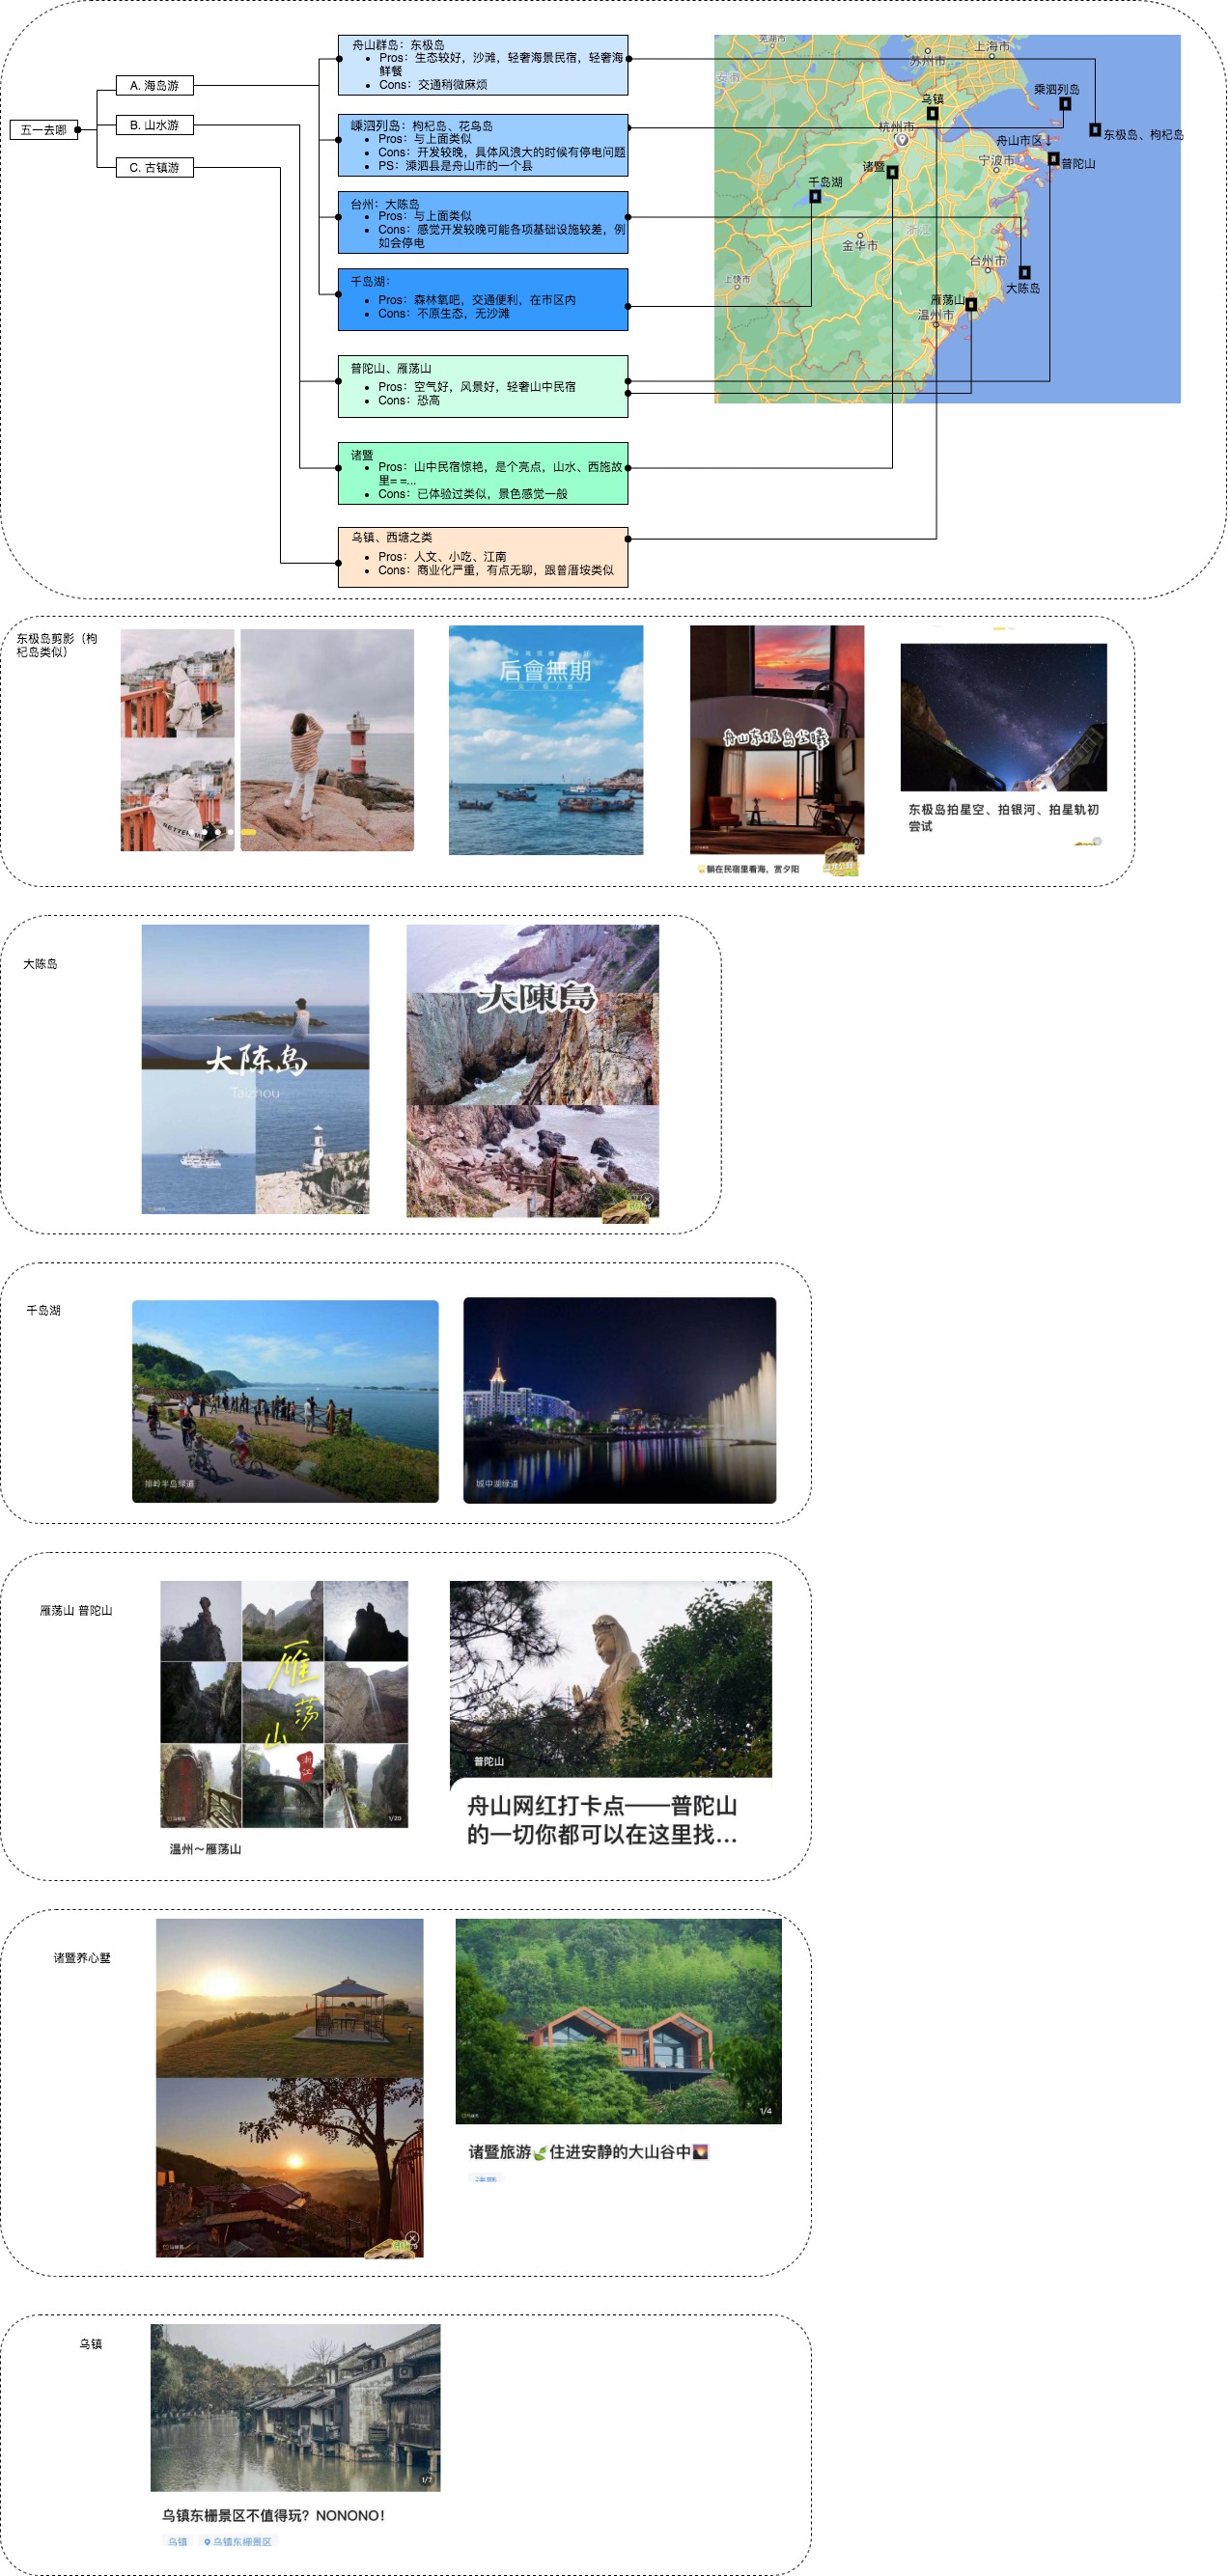 五一去哪
A. 海岛游
B. 山水游
C. 古镇游
舟山群岛：东极岛
Pros：生态较好，沙滩，轻奢海景民宿，轻奢海
鲜餐
Cons：交通稍微麻烦
嵊泗列岛：枸杞岛、花鸟岛
Pros：与上面类似
Cons：开发较晚，具体风浪大的时候有停电问题
PS：溗泗县是舟山市的一个县
台州：大陈岛
Pros：与上面类似
Cons：感觉开发较晚可能各项基础设施较差，例
如会停电
千岛湖：
Pros：森林氧吧，交通便利，在市区内
Cons：不原生态，无沙滩
普陀山、雁荡山
Pros：空气好，风景好，轻奢山中民宿
Cons：恐高
诸暨
Pros：山中民宿惊艳，是个亮点，山水、西施故
里= =...
Cons：已体验过类似，景色感觉一般
乌镇、西塘之类
Pros：人文、小吃、江南
Cons：商业化严重，有点无聊，跟曾厝垵类似
芜湖市
苏州市
上海市
安徽
乌镇
乘泗列岛
杭州市
东极岛、枸杞岛
舟山市区
宁波市
普陀山
诸暨
千岛湖
浙江
金华市
台州市
上饶市
大陈岛
雁荡山
温州市
东极岛剪影（枸
杞岛类似）
BETTER M
后會無期
舟山东极岛公曦
躺在民宿里看海，赏夕阳
东极岛拍星空、拍银河、拍星轨初
尝试
大陈岛
大陈岛
Taizhou
大陳島
千岛湖
排岭半岛绿道
城中湖绿道
雁荡山 普陀山
雁
荡
山
浙江
1/20
温州～雁荡山
普陀山
舟山网红打卡点——普陀山
的一切你都可以在这里找...
诸暨养心墅
1/4
诸暨旅游🍃住进安静的大山谷中🌄
诸暨
乌镇
1/7
乌镇东栅景区不值得玩？NONONO！
乌镇
乌镇东栅景区